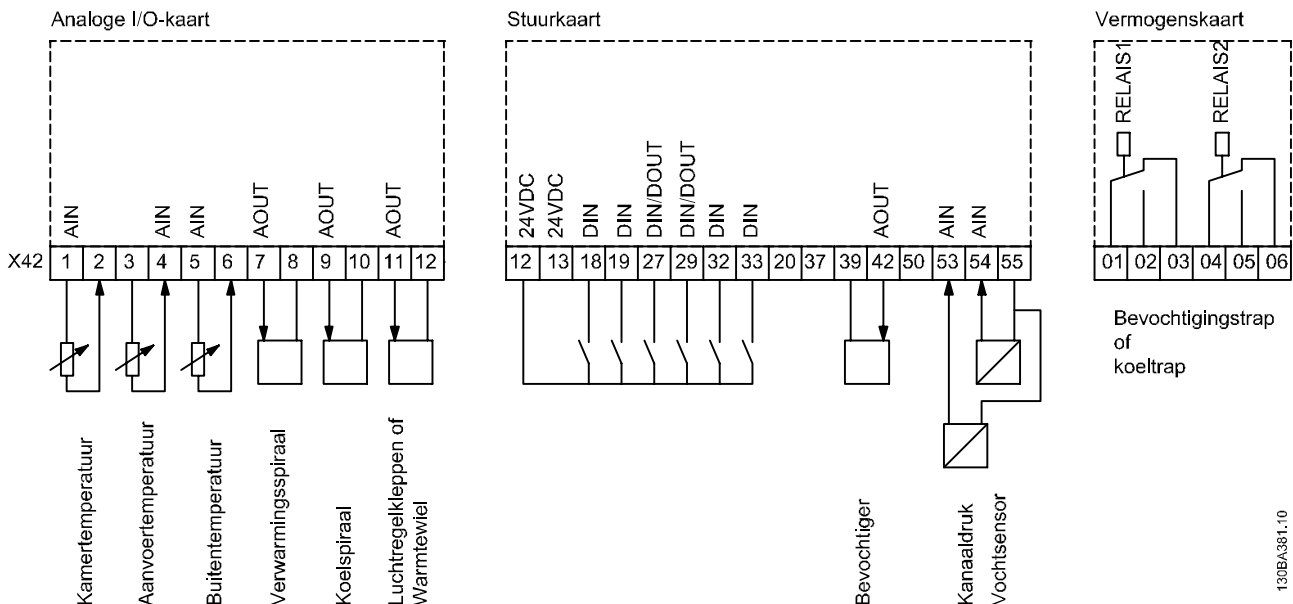 Analoge I/O-kaart
Stuurkaart
Vermogenskaart
RELAIS1
RELAIS2
AIN
AIN
AIN
AOUT
AOUT
AOUT
24VDC
24VDC
DIN
DIN
DIN/DOUT
DIN/DOUT
DIN
DIN
AOUT
AIN
AIN
X42 1 2 3 4 5 6 7 8 9 10 11 12
12 13 18 19 27 29 32 33 20 37 39 42 50 53 54 55
01 02 03 04 05 06
Bevochtigingstrap
of
koeltrap
Kamertemperatuur
Aanvoertemperatuur
Buitentemperatuur
Verwarmingsspiraal
Koelspiraal
Luchtregelkleppen of
Warmtewiel
Bevochtiger
Kanaaldruk
Vochtsensor
130BA381.10